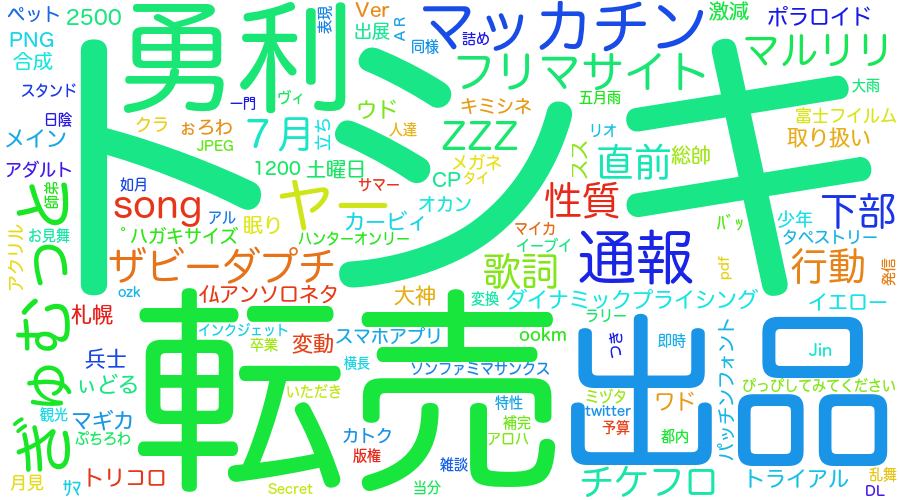 ペット
2500
PNG
合成
スタンド
日陰
メイン
アダルト
勇利
トシノキ
Ver
出展
表現
AR
同様
詰め
マッカチン
激減
ポラロイド
フリマサイト
マルリリ
大雨
一門
ヴィ
五月雨
キミシネ
富士フイルム
クラ
ぉろわ
JPEG
7月
立ち
ウド
人達
ZZZ
リオ
取り扱い
1200
土曜日
メガネ
タイ
CP
スス
直前
総帥
師弟
如月
ヤー
サマー
song
アル
眠り
カービィ
オカン
性質
バッ
少年
下部
ぎゅむっと
アクリル
お見舞
ハガキサイズ
ハンターオンリー
マイカ
イーブイ
タペストリー
ザビーダプチ
歌詞
通報
pdf
行動
発信
ozk
仏アンソロネタ
大神
変換
ダイナミックプライシング
イエロー
札幌
インクジェット
卒業
変動
スマホアプリ
ookm
ラリー
つき
即時
Jin
転売
出品
兵士
ぃどる
横長
ソンファミマサンクス
パッチンフォント
ぴっぴしてみてください
観光
マギカ
いただき
特性
ミヅタ
twitter
ワド
ぷちろわ
カトク
補完
アロハ
予算
都内
版権
雑談
月見
サマ
トリコロ
Secret
当分
チケフロ
トライアル
乱舞
DL